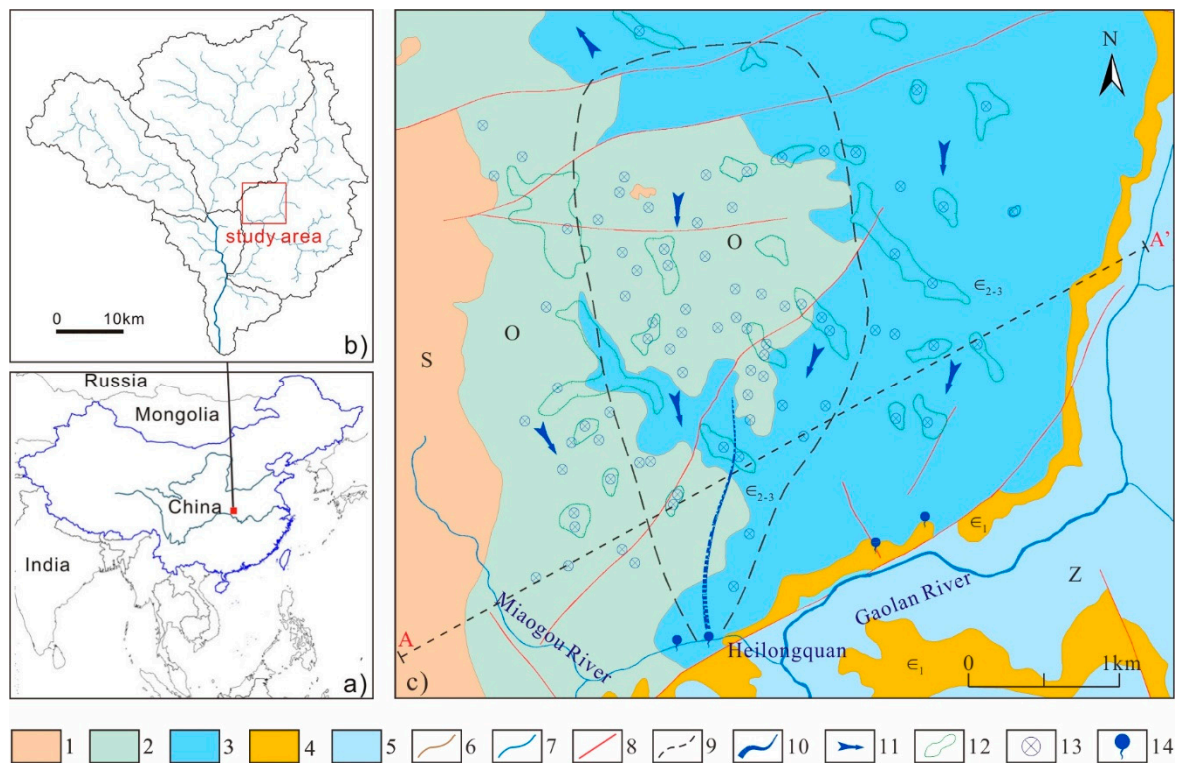 study area
0 10km
b)
Russia
Mongolia
China
India
a)
N
A'
O
∈2-3
O
S
∈2-3
∈1
Z
Gaolan River
Miaogou River
A
Heilongquan
∈1
0 1km
c)
1 2 3 4 5 6 7 8 9 10 11 12 13 14